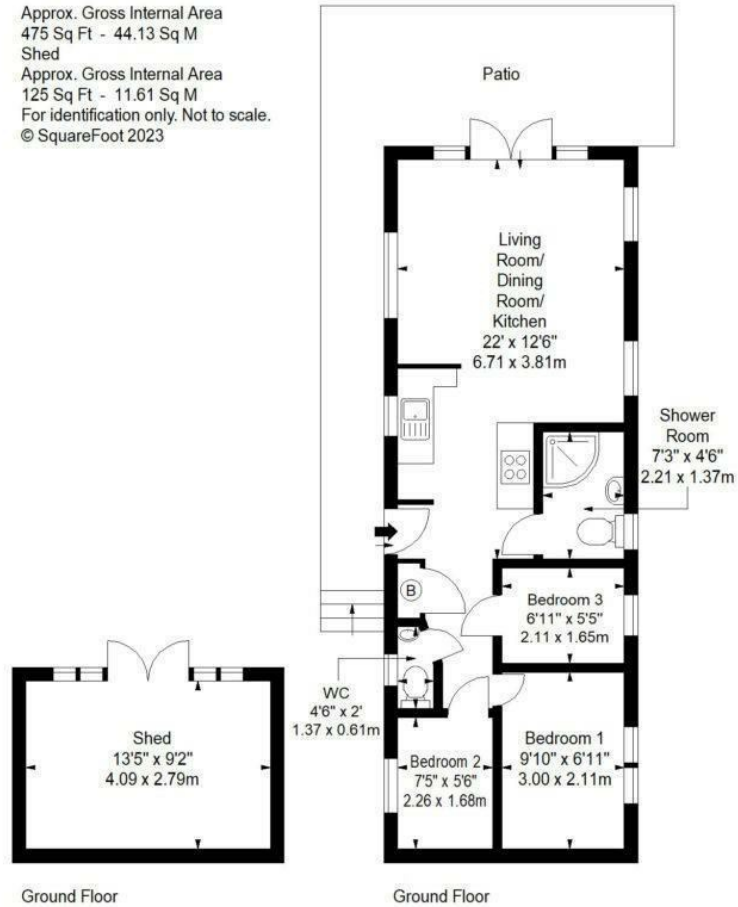 Approx. Gross Internal Area
475 Sq Ft - 44.13 Sq M
Shed
Approx. Gross Internal Area
125 Sq Ft - 11.61 Sq M
For identification only. Not to scale.
© SquareFoot 2023
Patio
Living
Room/
Dining
Room/
Kitchen
22' x 12'6"
6.71 x 3.81m
Shower
Room
7'3" x 4'6"
2.21 x 1.37m
B
Bedroom 3
6'11" x 5'5"
2.11 x 1.65m
WC
4'6" x 2'
1.37 x 0.61m
Bedroom 2
7'5" x 5'6"
2.26 x 1.68m
Bedroom 1
9'10" x 6'11"
3.00 x 2.11m
Shed
13'5" x 9'2"
4.09 x 2.79m
Ground Floor
Ground Floor